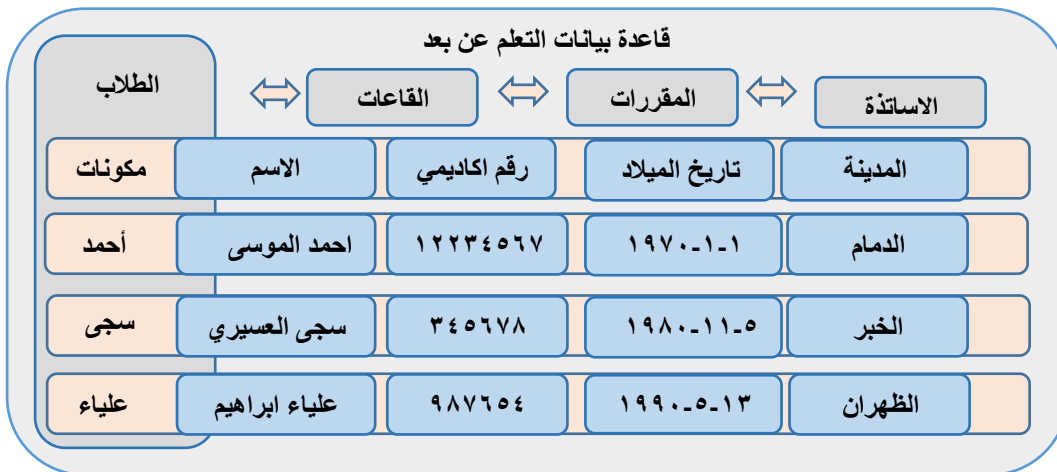 قاعدة بيانات التعلم عن بعد
الطلاب
القاعات
المقررات
الاساتذة
مكونات الاسم رقم اكاديمي تاريخ الميلاد المدينة
أحمد احمد الموسى ١٢٢٣٤٥٦٧ ١-١-١٩٧٠ الدمام
سجى سجى العسيري ٣٤٥٦٧٨ ٥-١١-١٩٨٠ الخبر
علياء علياء ابراهيم ٩٨٧٦٥٤ ١٣-٥-١٩٩٠ الظهران